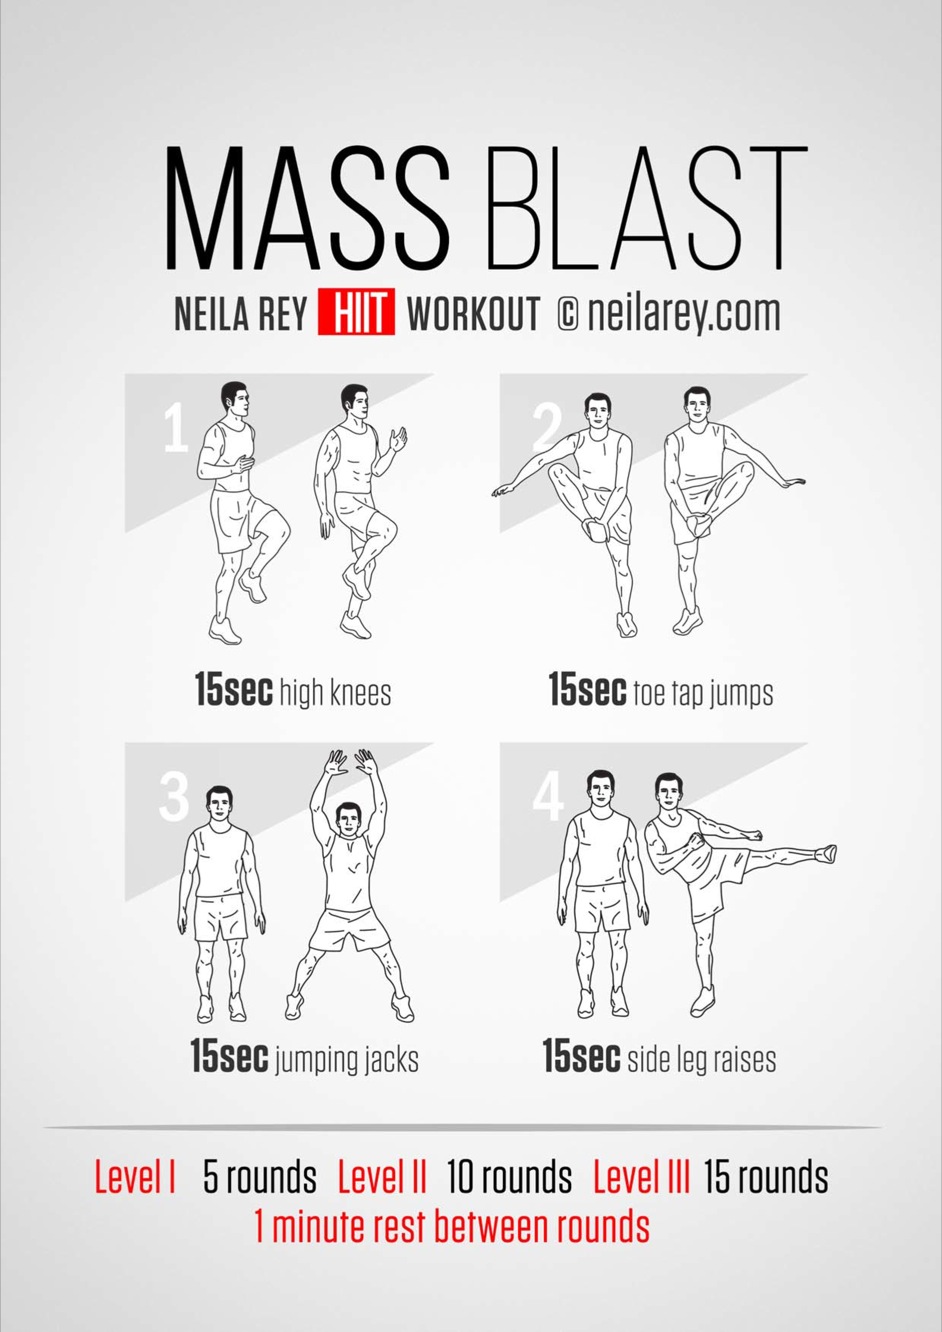 MASS BLAST
NEILA REY HIIT WORKOUT © neilarey.com
1
2
15sec high knees
15sec toe tap jumps
3
4
15sec jumping jacks
15sec side leg raises
Level I 5 rounds Level II 10 rounds Level III 15 rounds
1 minute rest between rounds